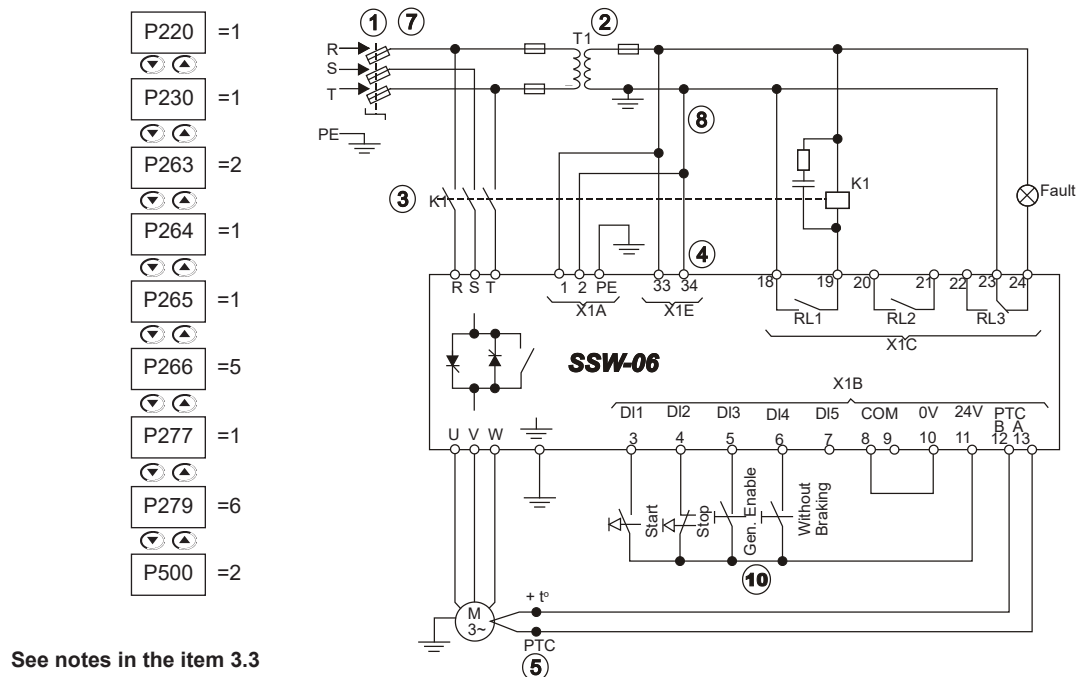 P220 =1
P230 =1
P263 =2
P264 =1
P265 =1
P266 =5
P277 =1
P279 =6
P500 =2
See notes in the item 3.3
1 7 2
T1
R
S
T
PE
8
3 K1
K1
Fault
4
R S T 1 2 PE 33 34 18 19 20 21 22 23 24
X1A X1E RL1 RL2 RL3
X1C
SSW-06
X1B
DI1 DI2 DI3 DI4 DI5 COM 0V 24V PTC
B A
U V W 3 4 5 6 7 8 9 10 11 12 13
Start
Stop
Gen. Enable
Without
Braking
10
+ tº
M
3~
PTC
5